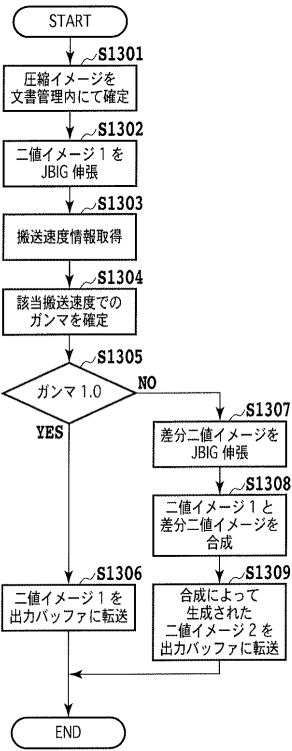 START
S1301
圧縮イメージを
文書管理内にて確定
S1302
二値イメージ 1 を
JBIG 伸張
S1303
搬送速度情報取得
S1304
該当搬送速度での
ガンマを確定
S1305
ガンマ 1.0
NO
YES
S1307
差分二値イメージを
JBIG 伸張
S1308
二値イメージ 1 と
差分二値イメージを
合成
S1306
二値イメージ 1 を
出力バッファに転送
S1309
合成によって
生成された
二値イメージ 2 を
出力バッファに転送
END